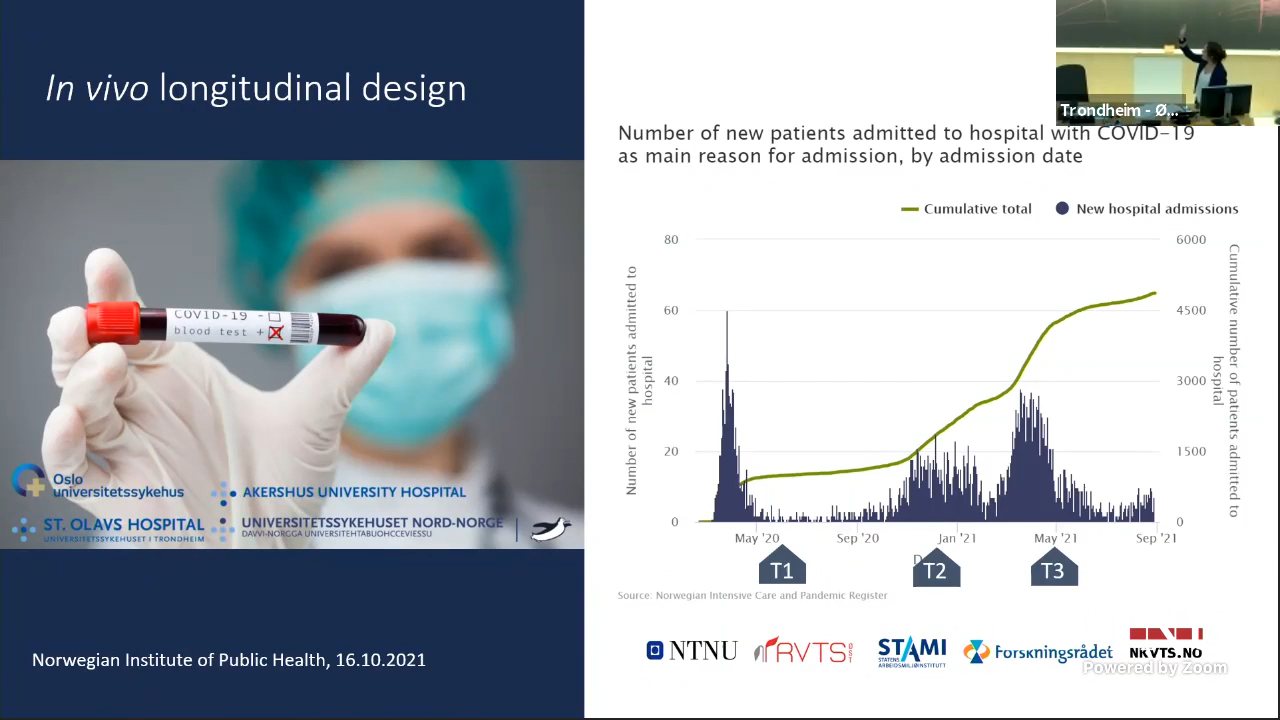 In vivo longitudinal design
COVID-19 -
blood test +
Oslo
universitetssykehus
AKERSHUS UNIVERSITY HOSPITAL
ST. OLAVS HOSPITAL
UNIVERSITETSSYKEHUSET I TRONDHEIM
UNIVERSITETSSYKEHUSET NORD-NORGE
DAVVI-NORGGA UNIVERSITEHTABUOHCCEVIESSU
Norwegian Institute of Public Health, 16.10.2021
Trondheim - Ø...
Number of new patients admitted to hospital with COVID-19
as main reason for admission, by admission date
Cumulative total
New hospital admissions
Number of new patients admitted to
hospital
80
60
40
20
0
6000
4500
3000
1500
0
Cumulative number of patients admitted to
hospital
May '20
Sep '20
Jan '21
May '21
Sep '21
T1
T2
T3
Source: Norwegian Intensive Care and Pandemic Register
NTNU
RVTS ØST
STAMI
STATENS
ARBEIDSMILJØINSTITUTT
Forskningsrådet
NKVTS.NO
Powered by Zoom